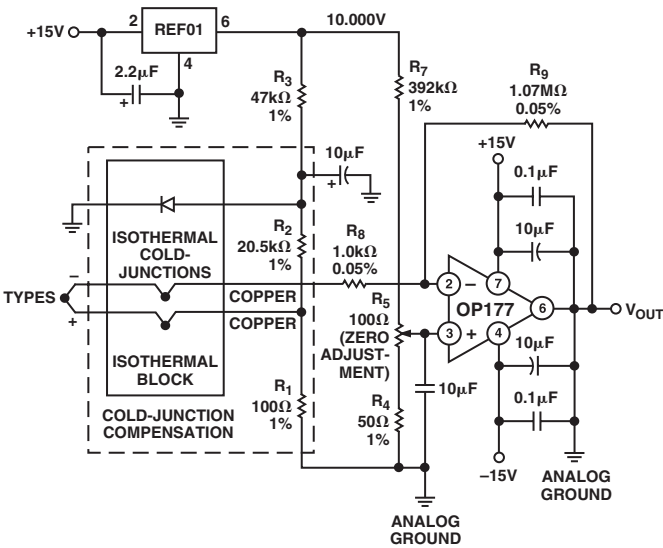 +15V
2
REF01
6
10.000V
4
2.2μF
+
R3
47kΩ
1%
R7
392kΩ
1%
R9
1.07MΩ
0.05%
+15V
0.1μF
10μF
10μF
+
ISOTHERMAL
COLD-
JUNCTIONS
R2
20.5kΩ
1%
R8
1.0kΩ
0.05%
–
TYPES
+
COPPER
COPPER
R5
100Ω
(ZERO
ADJUST-
MENT)
2
–
7
OP177
6
VOUT
3
+
4
ISOTHERMAL
BLOCK
COLD-JUNCTION
COMPENSATION
R1
100Ω
1%
R4
50Ω
1%
10μF
10μF
0.1μF
–15V
ANALOG
GROUND
ANALOG
GROUND